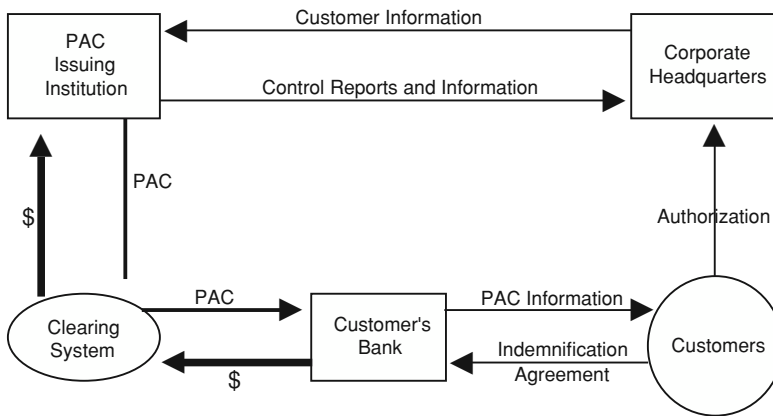 Customer Information
PAC
Issuing
Institution
Corporate
Headquarters
Control Reports and Information
PAC
$
Authorization
PAC
PAC Information
Clearing
System
Customer's
Bank
Customers
Indemnification
Agreement
$